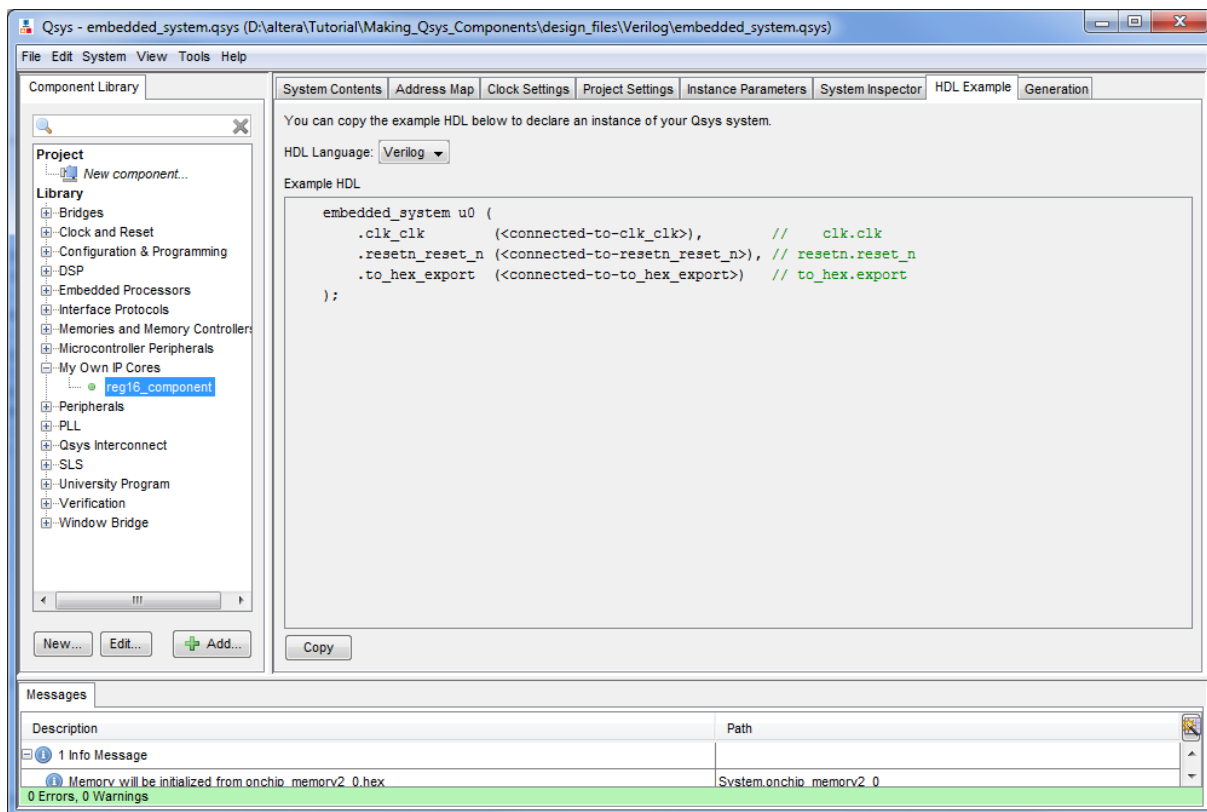 Qsys - embedded_system.qsys (D:\altera\Tutorial\Making_Qsys_Components\design_files\Verilog\embedded_system.qsys)
File Edit System View Tools Help
Component Library
Project
New component...
Library
Bridges
Clock and Reset
Configuration & Programming
DSP
Embedded Processors
Interface Protocols
Memories and Memory Controllers
Microcontroller Peripherals
My Own IP Cores
reg16_component
Peripherals
PLL
Qsys Interconnect
SLS
University Program
Verification
Window Bridge
New... Edit... Add...
System Contents Address Map Clock Settings Project Settings Instance Parameters System Inspector HDL Example Generation
You can copy the example HDL below to declare an instance of your Qsys system.
HDL Language: Verilog
Example HDL
embedded_system u0 (
.clk_clk (<connected-to-clk_clk>), // clk.clk
.resetn_reset_n (<connected-to-resetn_reset_n>), // resetn.reset_n
.to_hex_export (<connected-to-to_hex_export>) // to_hex.export
);
Copy
Messages
Description Path
1 Info Message
Memory will be initialized from onchip_memory2_0.hex System.onchip_memory2_0
0 Errors, 0 Warnings